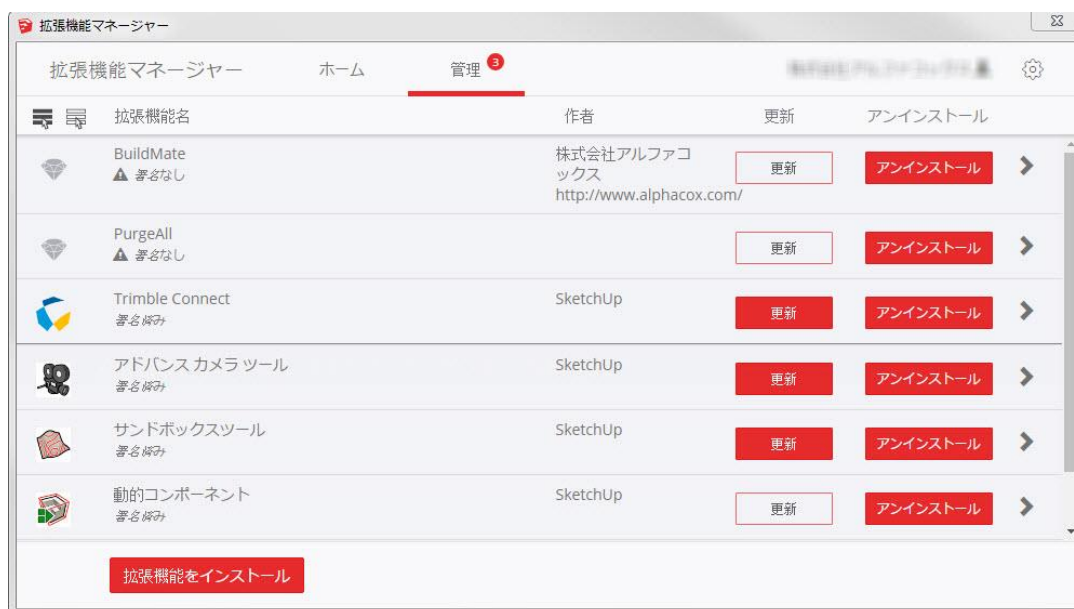 拡張機能マネージャー
拡張機能マネージャー ホーム 管理 3
拡張機能名 作者 更新 アンインストール
BuildMate
署名なし
株式会社アルファコ
ックス
http://www.alphacox.com/
更新 アンインストール
PurgeAll
署名なし
更新 アンインストール
Trimble Connect
署名済み
SketchUp
更新 アンインストール
アドバンス カメラ ツール
署名済み
SketchUp
更新 アンインストール
サンドボックスツール
署名済み
SketchUp
更新 アンインストール
動的コンポーネント
署名済み
SketchUp
更新 アンインストール
拡張機能をインストール